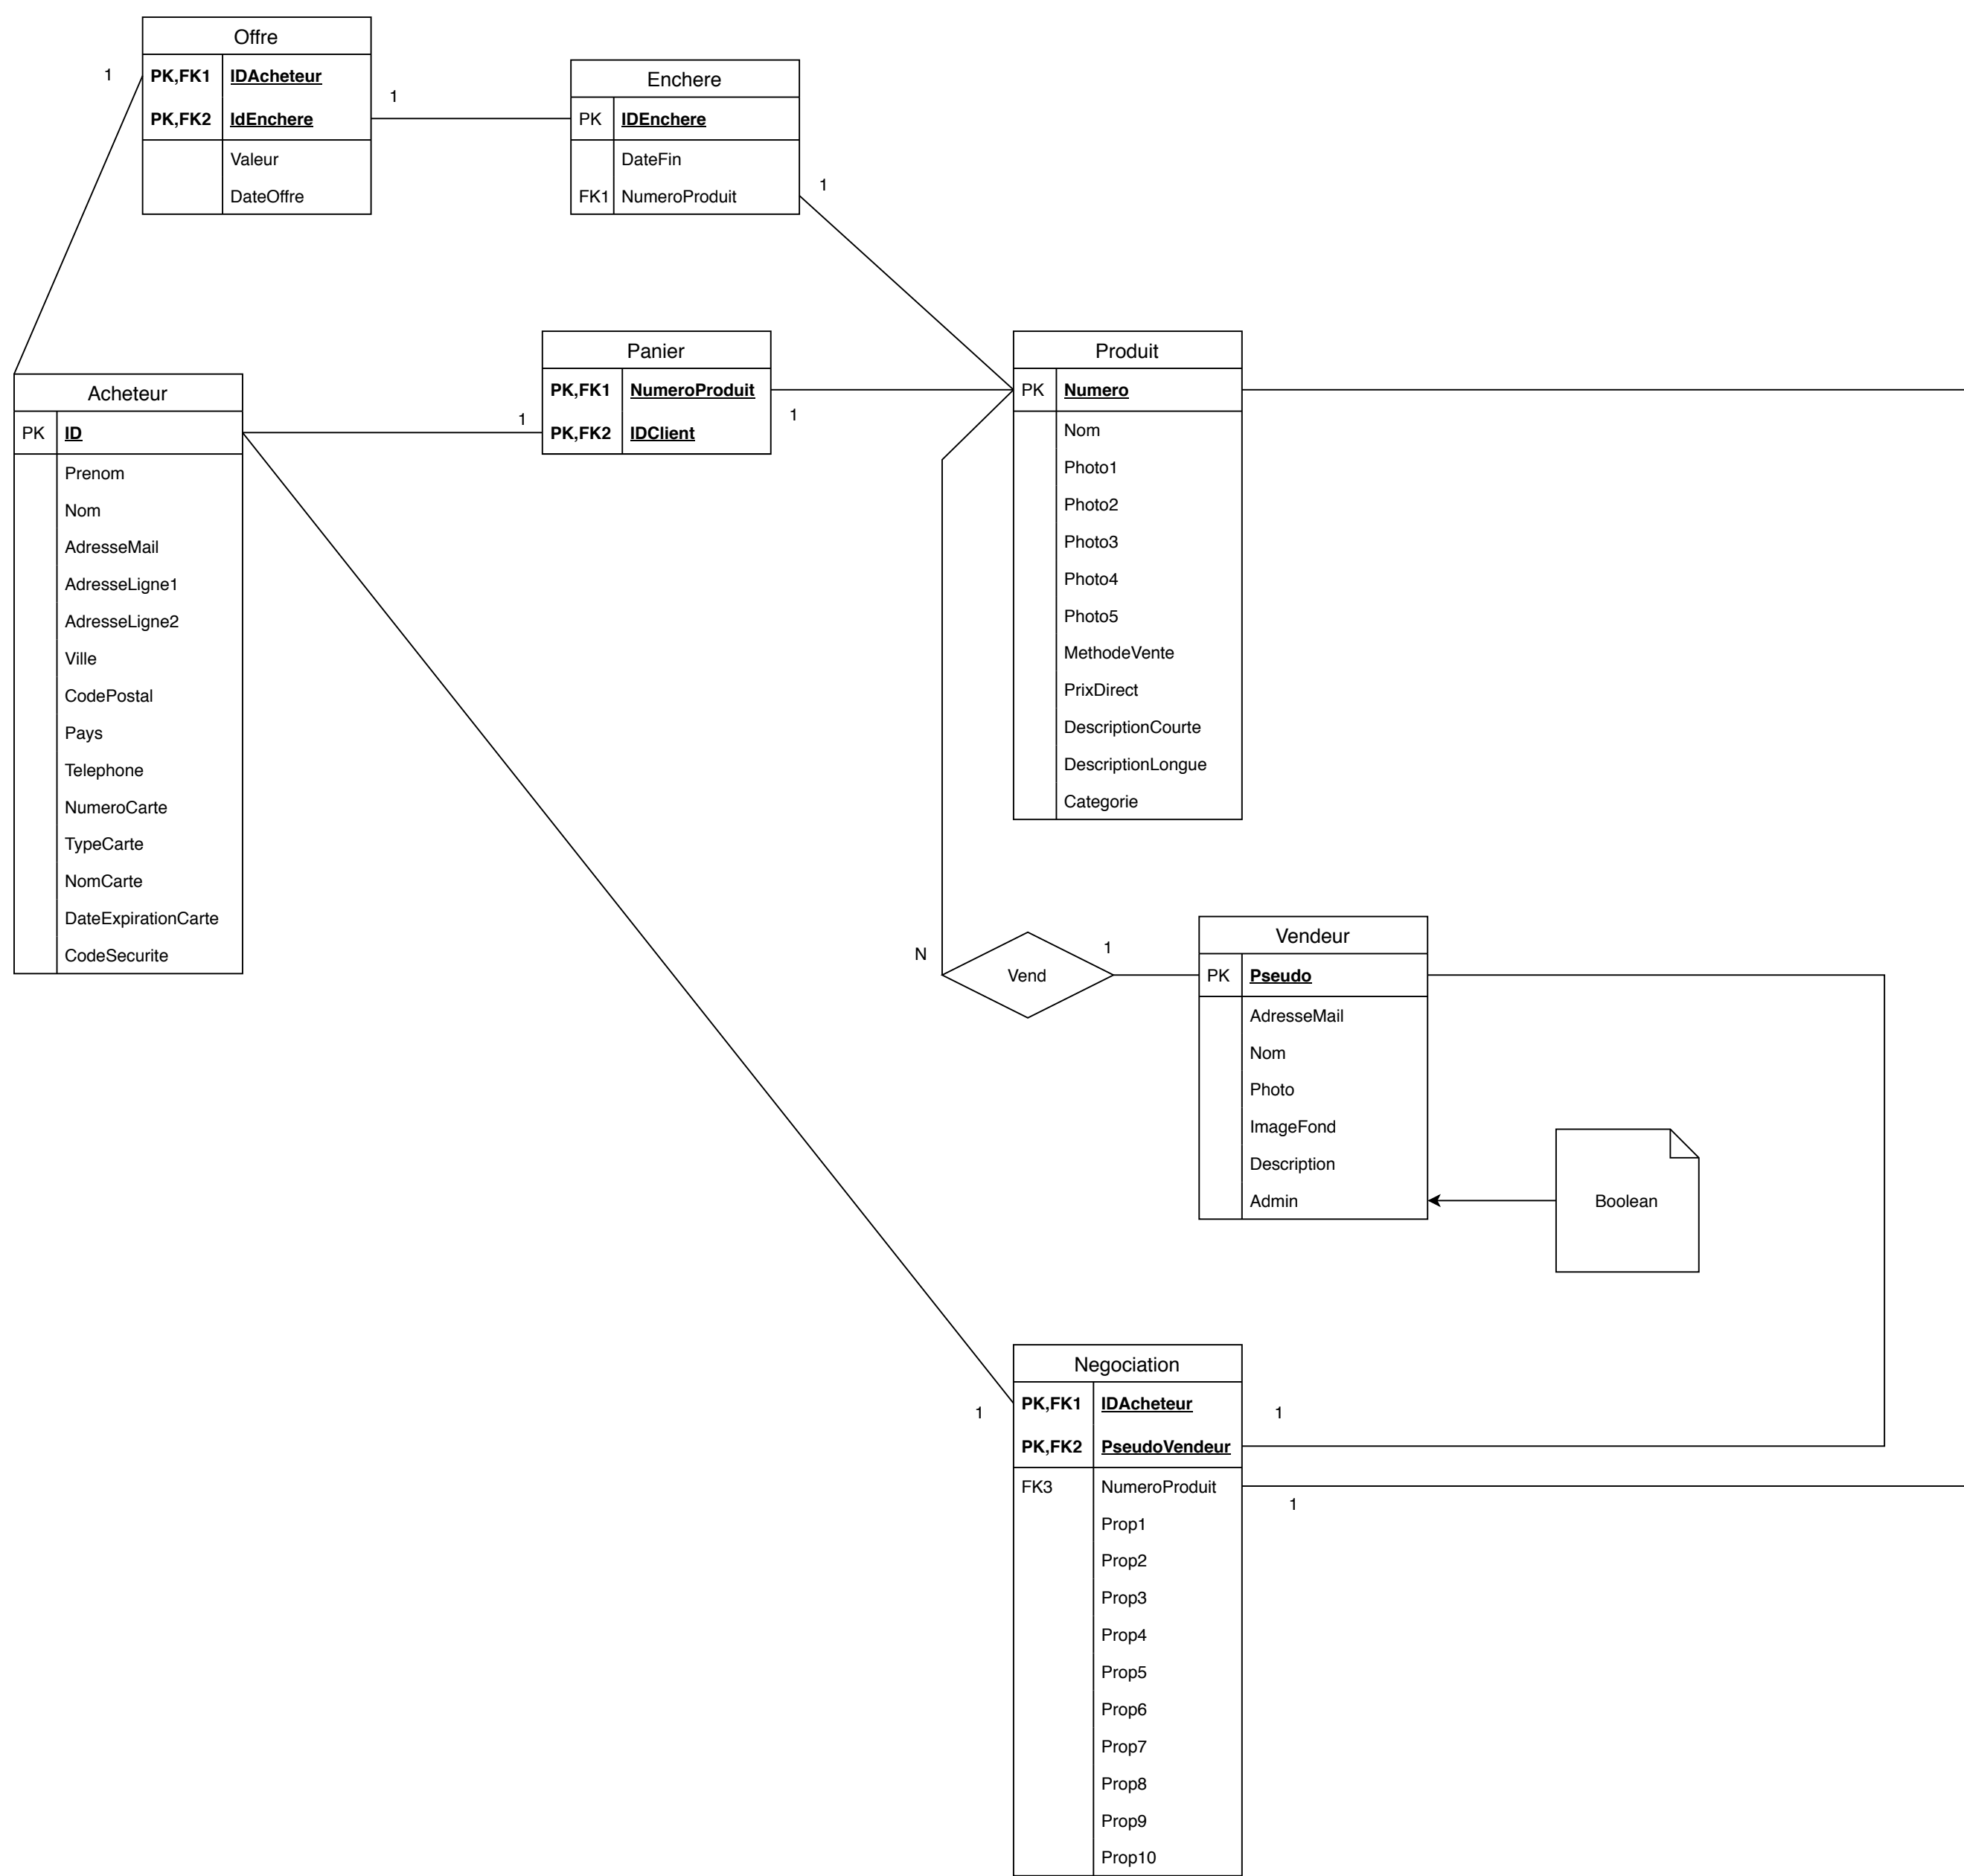 Offre
1
PK,FK1 IDAcheteur
PK,FK2 IdEnchere
Valeur
DateOffre
1
Enchere
PK IDEnchere
DateFin
FK1 NumeroProduit
1
Acheteur
PK ID
Prenom
Nom
AdresseMail
AdresseLigne1
AdresseLigne2
Ville
CodePostal
Pays
Telephone
NumeroCarte
TypeCarte
NomCarte
DateExpirationCarte
CodeSecurite
1
Panier
PK,FK1 NumeroProduit
PK,FK2 IDClient
1
Produit
PK Numero
Nom
Photo1
Photo2
Photo3
Photo4
Photo5
MethodeVente
PrixDirect
DescriptionCourte
DescriptionLongue
Categorie
N
Vend
1
Vendeur
PK Pseudo
AdresseMail
Nom
Photo
ImageFond
Description
Admin
Boolean
Negociation
1
PK,FK1 IDAcheteur
1
PK,FK2 PseudoVendeur
FK3 NumeroProduit
1
Prop1
Prop2
Prop3
Prop4
Prop5
Prop6
Prop7
Prop8
Prop9
Prop10